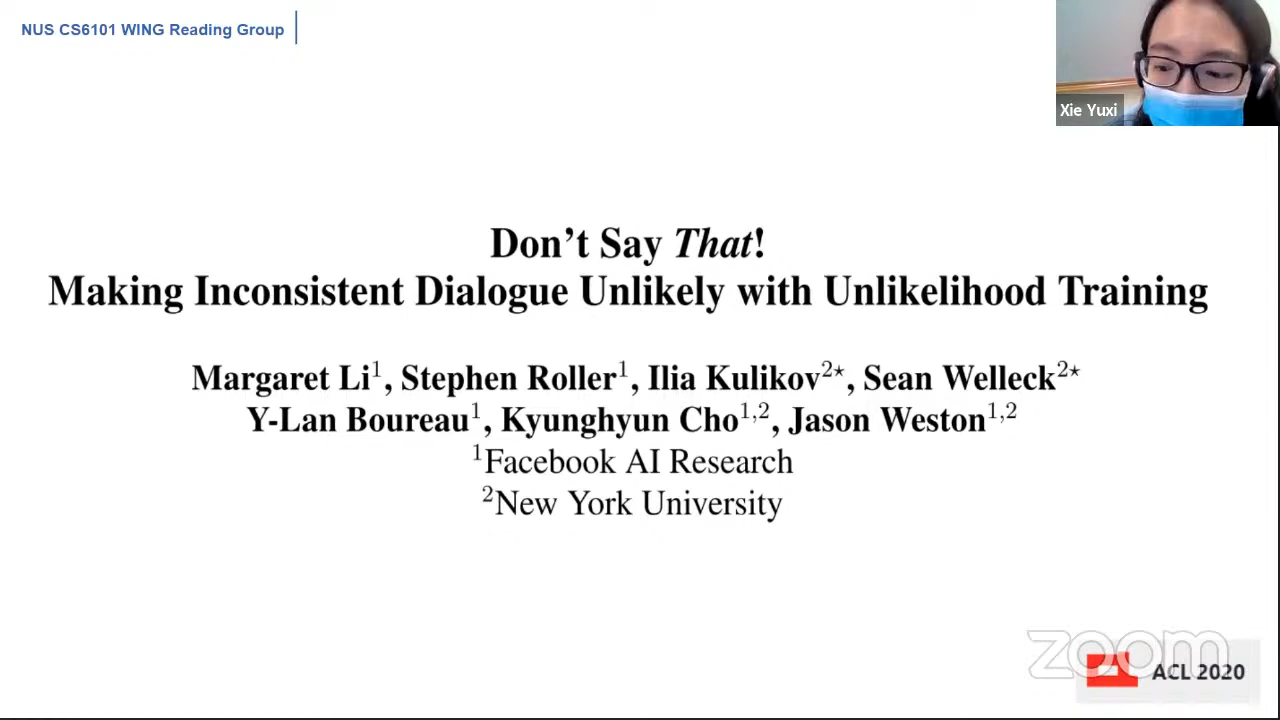 NUS CS6101 WING Reading Group
Xie Yuxi
Don't Say That!
Making Inconsistent Dialogue Unlikely with Unlikelihood Training
Margaret Li1, Stephen Roller1, Ilia Kulikov2⋆, Sean Welleck2⋆
Y-Lan Boureau1, Kyunghyun Cho1,2, Jason Weston1,2
1Facebook AI Research
2New York University
zoom
ACL 2020